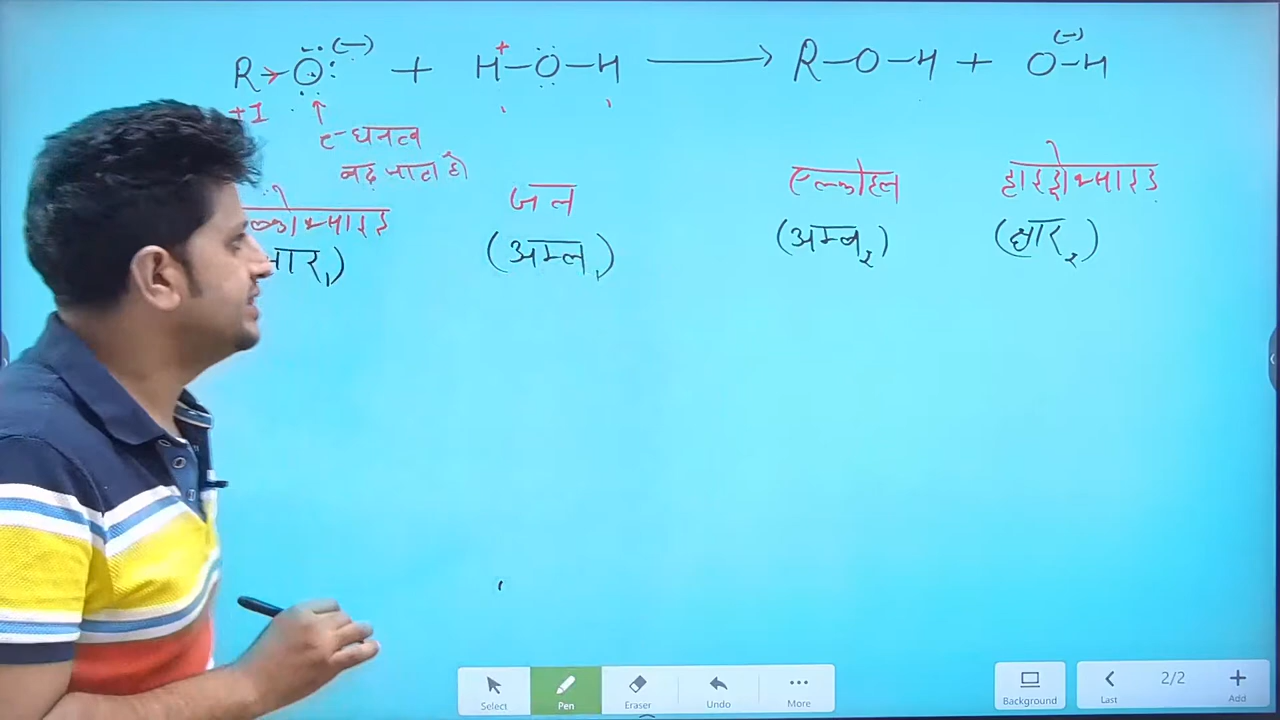 R→O:(−) + H⁺—O—H ⟶ R—O—H + O(−)—H
+I
e-घनत्व
बढ़ जाता है
जल एल्कोहल हाइड्रोक्साइड
(अम्ल₁) (अम्ल₂) (क्षार₂)
Select Pen Eraser Undo More Background Last 2/2 Add